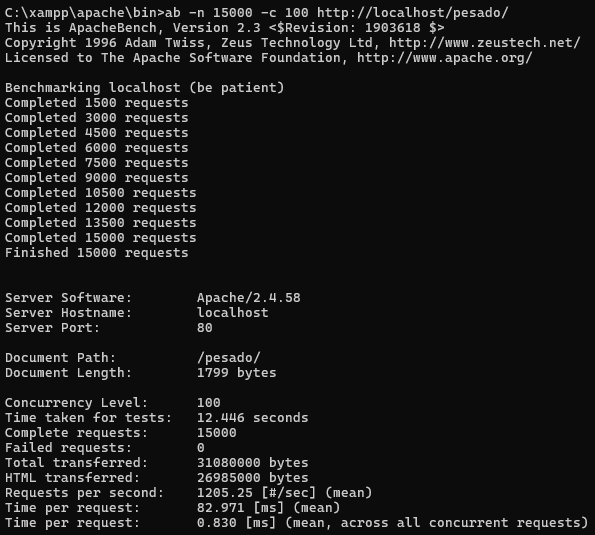 C:\xampp\apache\bin>ab -n 15000 -c 100 http://localhost/pesado/
This is ApacheBench, Version 2.3 <$Revision: 1903618 $>
Copyright 1996 Adam Twiss, Zeus Technology Ltd, http://www.zeustech.net/
Licensed to The Apache Software Foundation, http://www.apache.org/

Benchmarking localhost (be patient)
Completed 1500 requests
Completed 3000 requests
Completed 4500 requests
Completed 6000 requests
Completed 7500 requests
Completed 9000 requests
Completed 10500 requests
Completed 12000 requests
Completed 13500 requests
Completed 15000 requests
Finished 15000 requests


Server Software:        Apache/2.4.58
Server Hostname:        localhost
Server Port:            80

Document Path:          /pesado/
Document Length:        1799 bytes

Concurrency Level:      100
Time taken for tests:   12.446 seconds
Complete requests:      15000
Failed requests:        0
Total transferred:      31080000 bytes
HTML transferred:       26985000 bytes
Requests per second:    1205.25 [#/sec] (mean)
Time per request:       82.971 [ms] (mean)
Time per request:       0.830 [ms] (mean, across all concurrent requests)